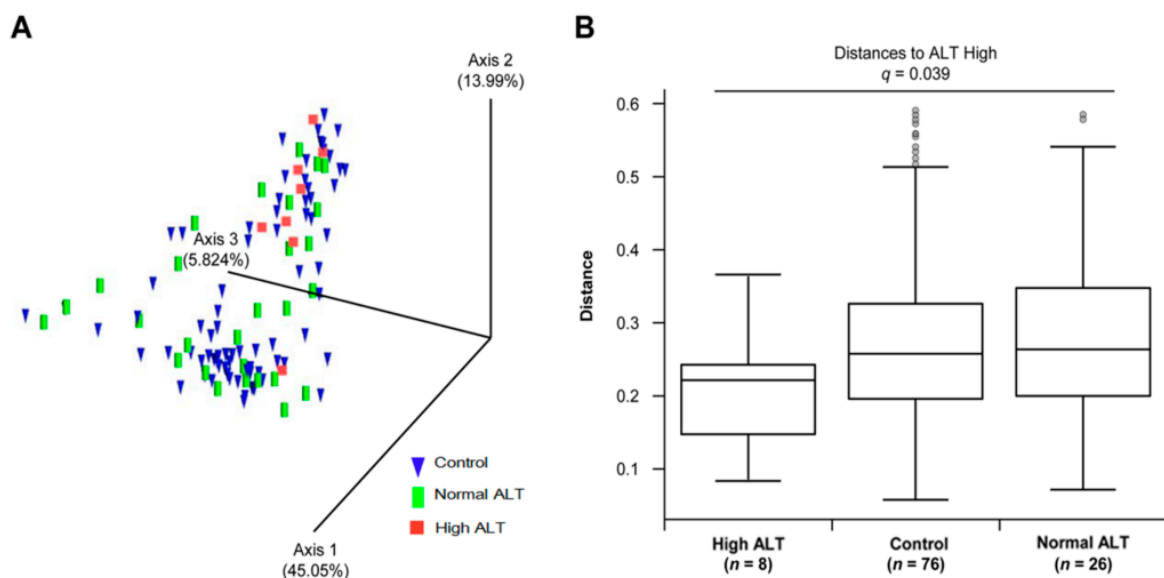 A
Axis 2
(13.99%)
Axis 3
(5.824%)
Axis 1
(45.05%)
Control
Normal ALT
High ALT
B
Distances to ALT High
q = 0.039
Distance
0.6
0.5
0.4
0.3
0.2
0.1
High ALT
(n = 8)
Control
(n = 76)
Normal ALT
(n = 26)